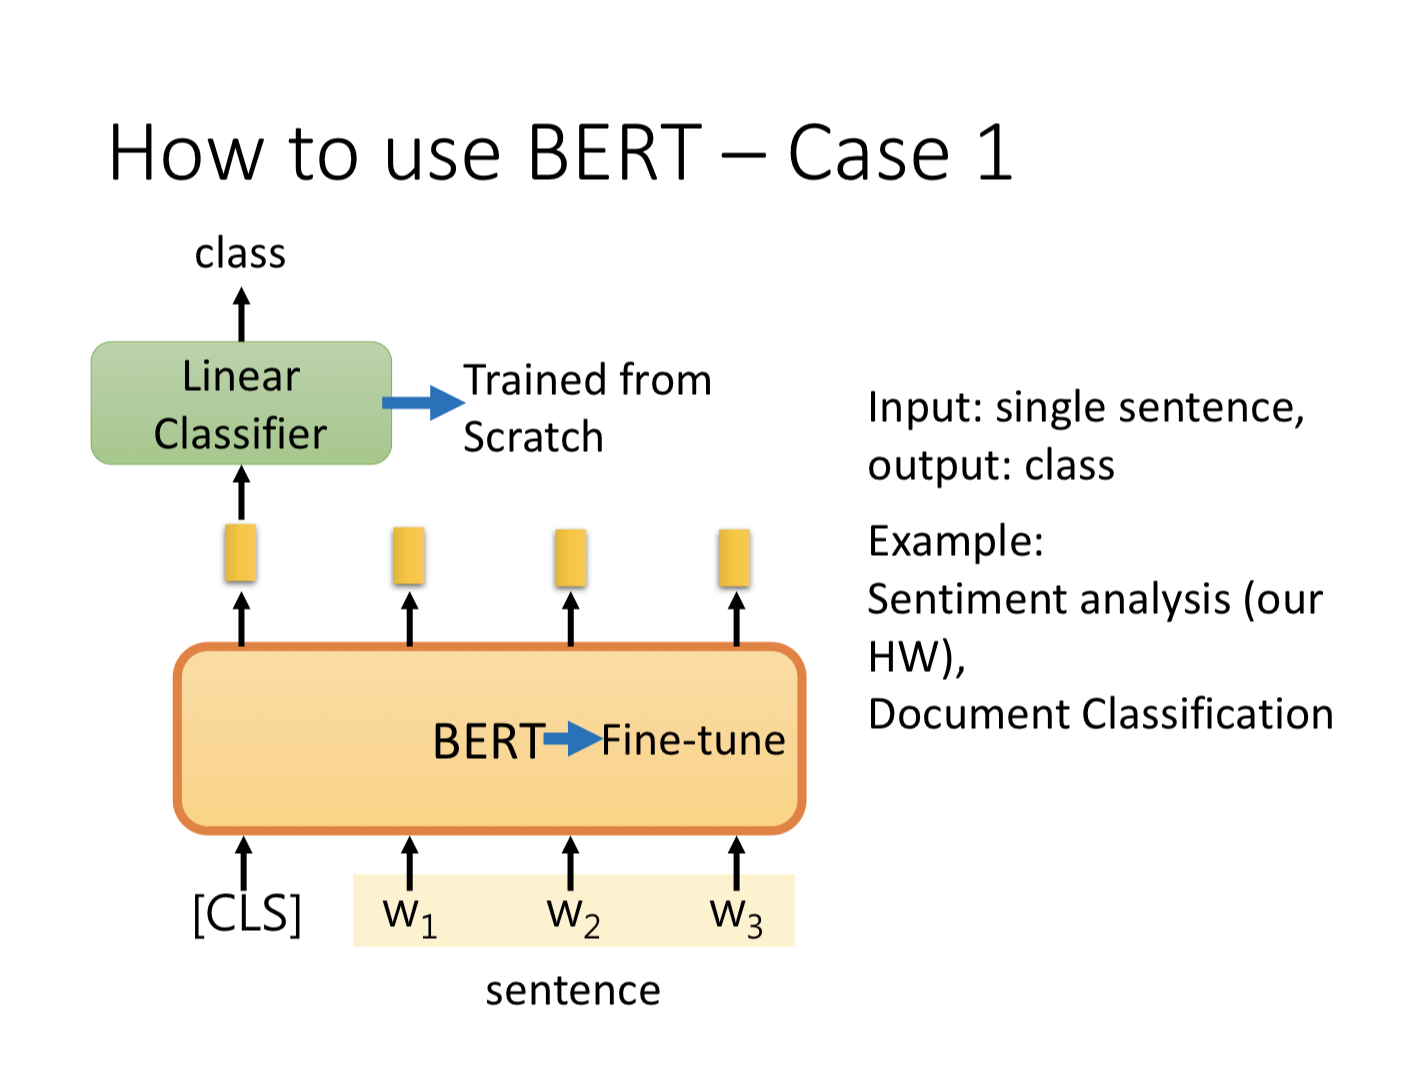 How to use BERT – Case 1
class
Linear
Classifier
Trained from
Scratch
Input: single sentence,
output: class
Example:
Sentiment analysis (our
HW),
Document Classification
BERT
Fine-tune
[CLS]
w1
w2
w3
sentence